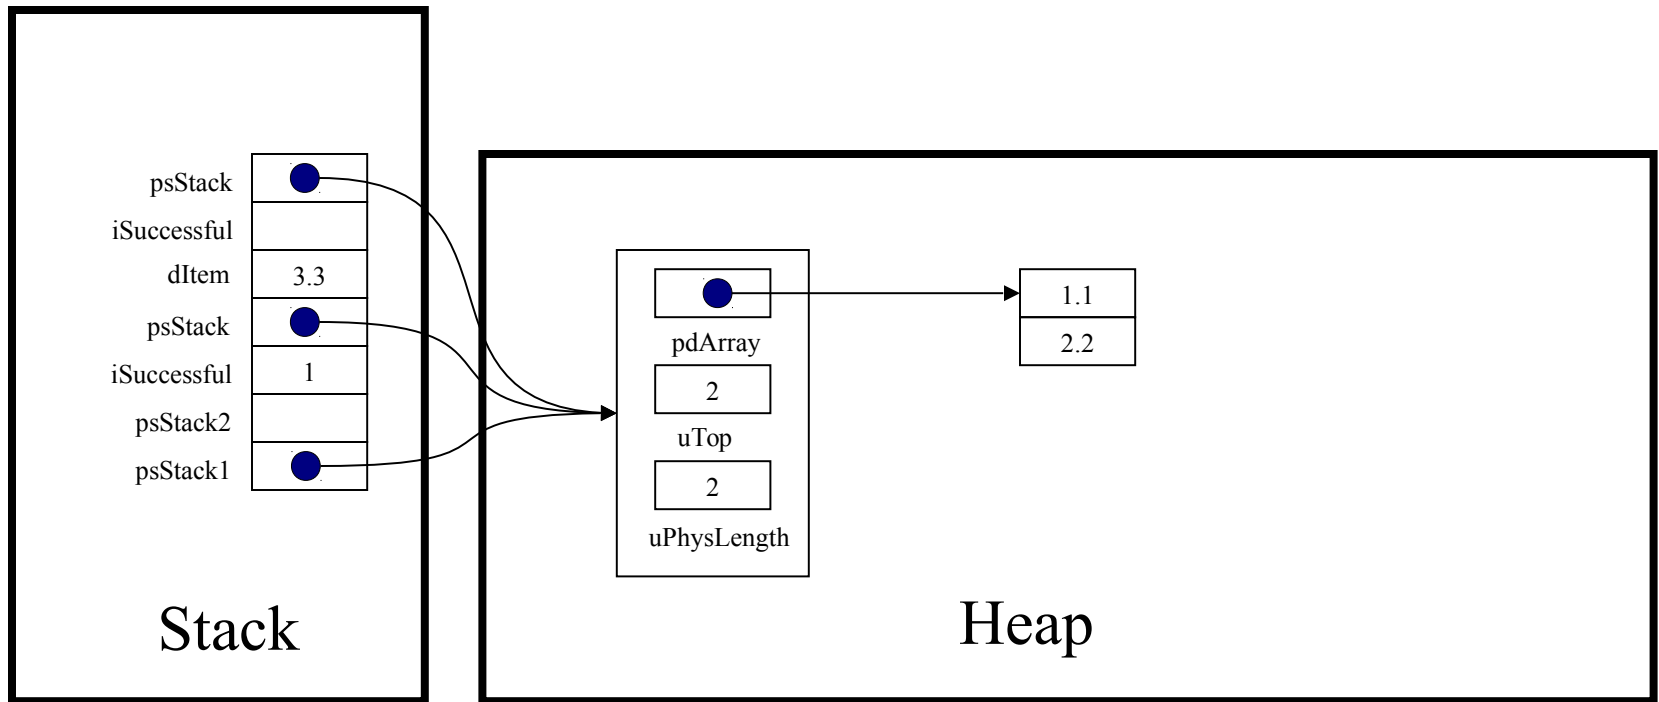 psStack
iSuccessful
dItem 3.3
psStack
iSuccessful 1
psStack2
psStack1
Stack
pdArray
2
uTop
2
uPhysLength
1.1
2.2
Heap